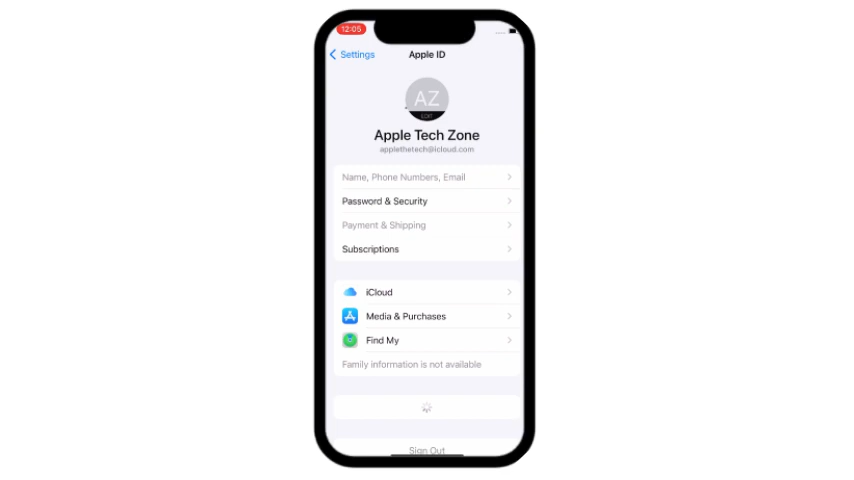 12:05
Settings
Apple ID
AZ
EDIT
Apple Tech Zone
applethetech@icloud.com
Name, Phone Numbers, Email
Password & Security
Payment & Shipping
Subscriptions
iCloud
Media & Purchases
Find My
Family information is not available
Sign Out